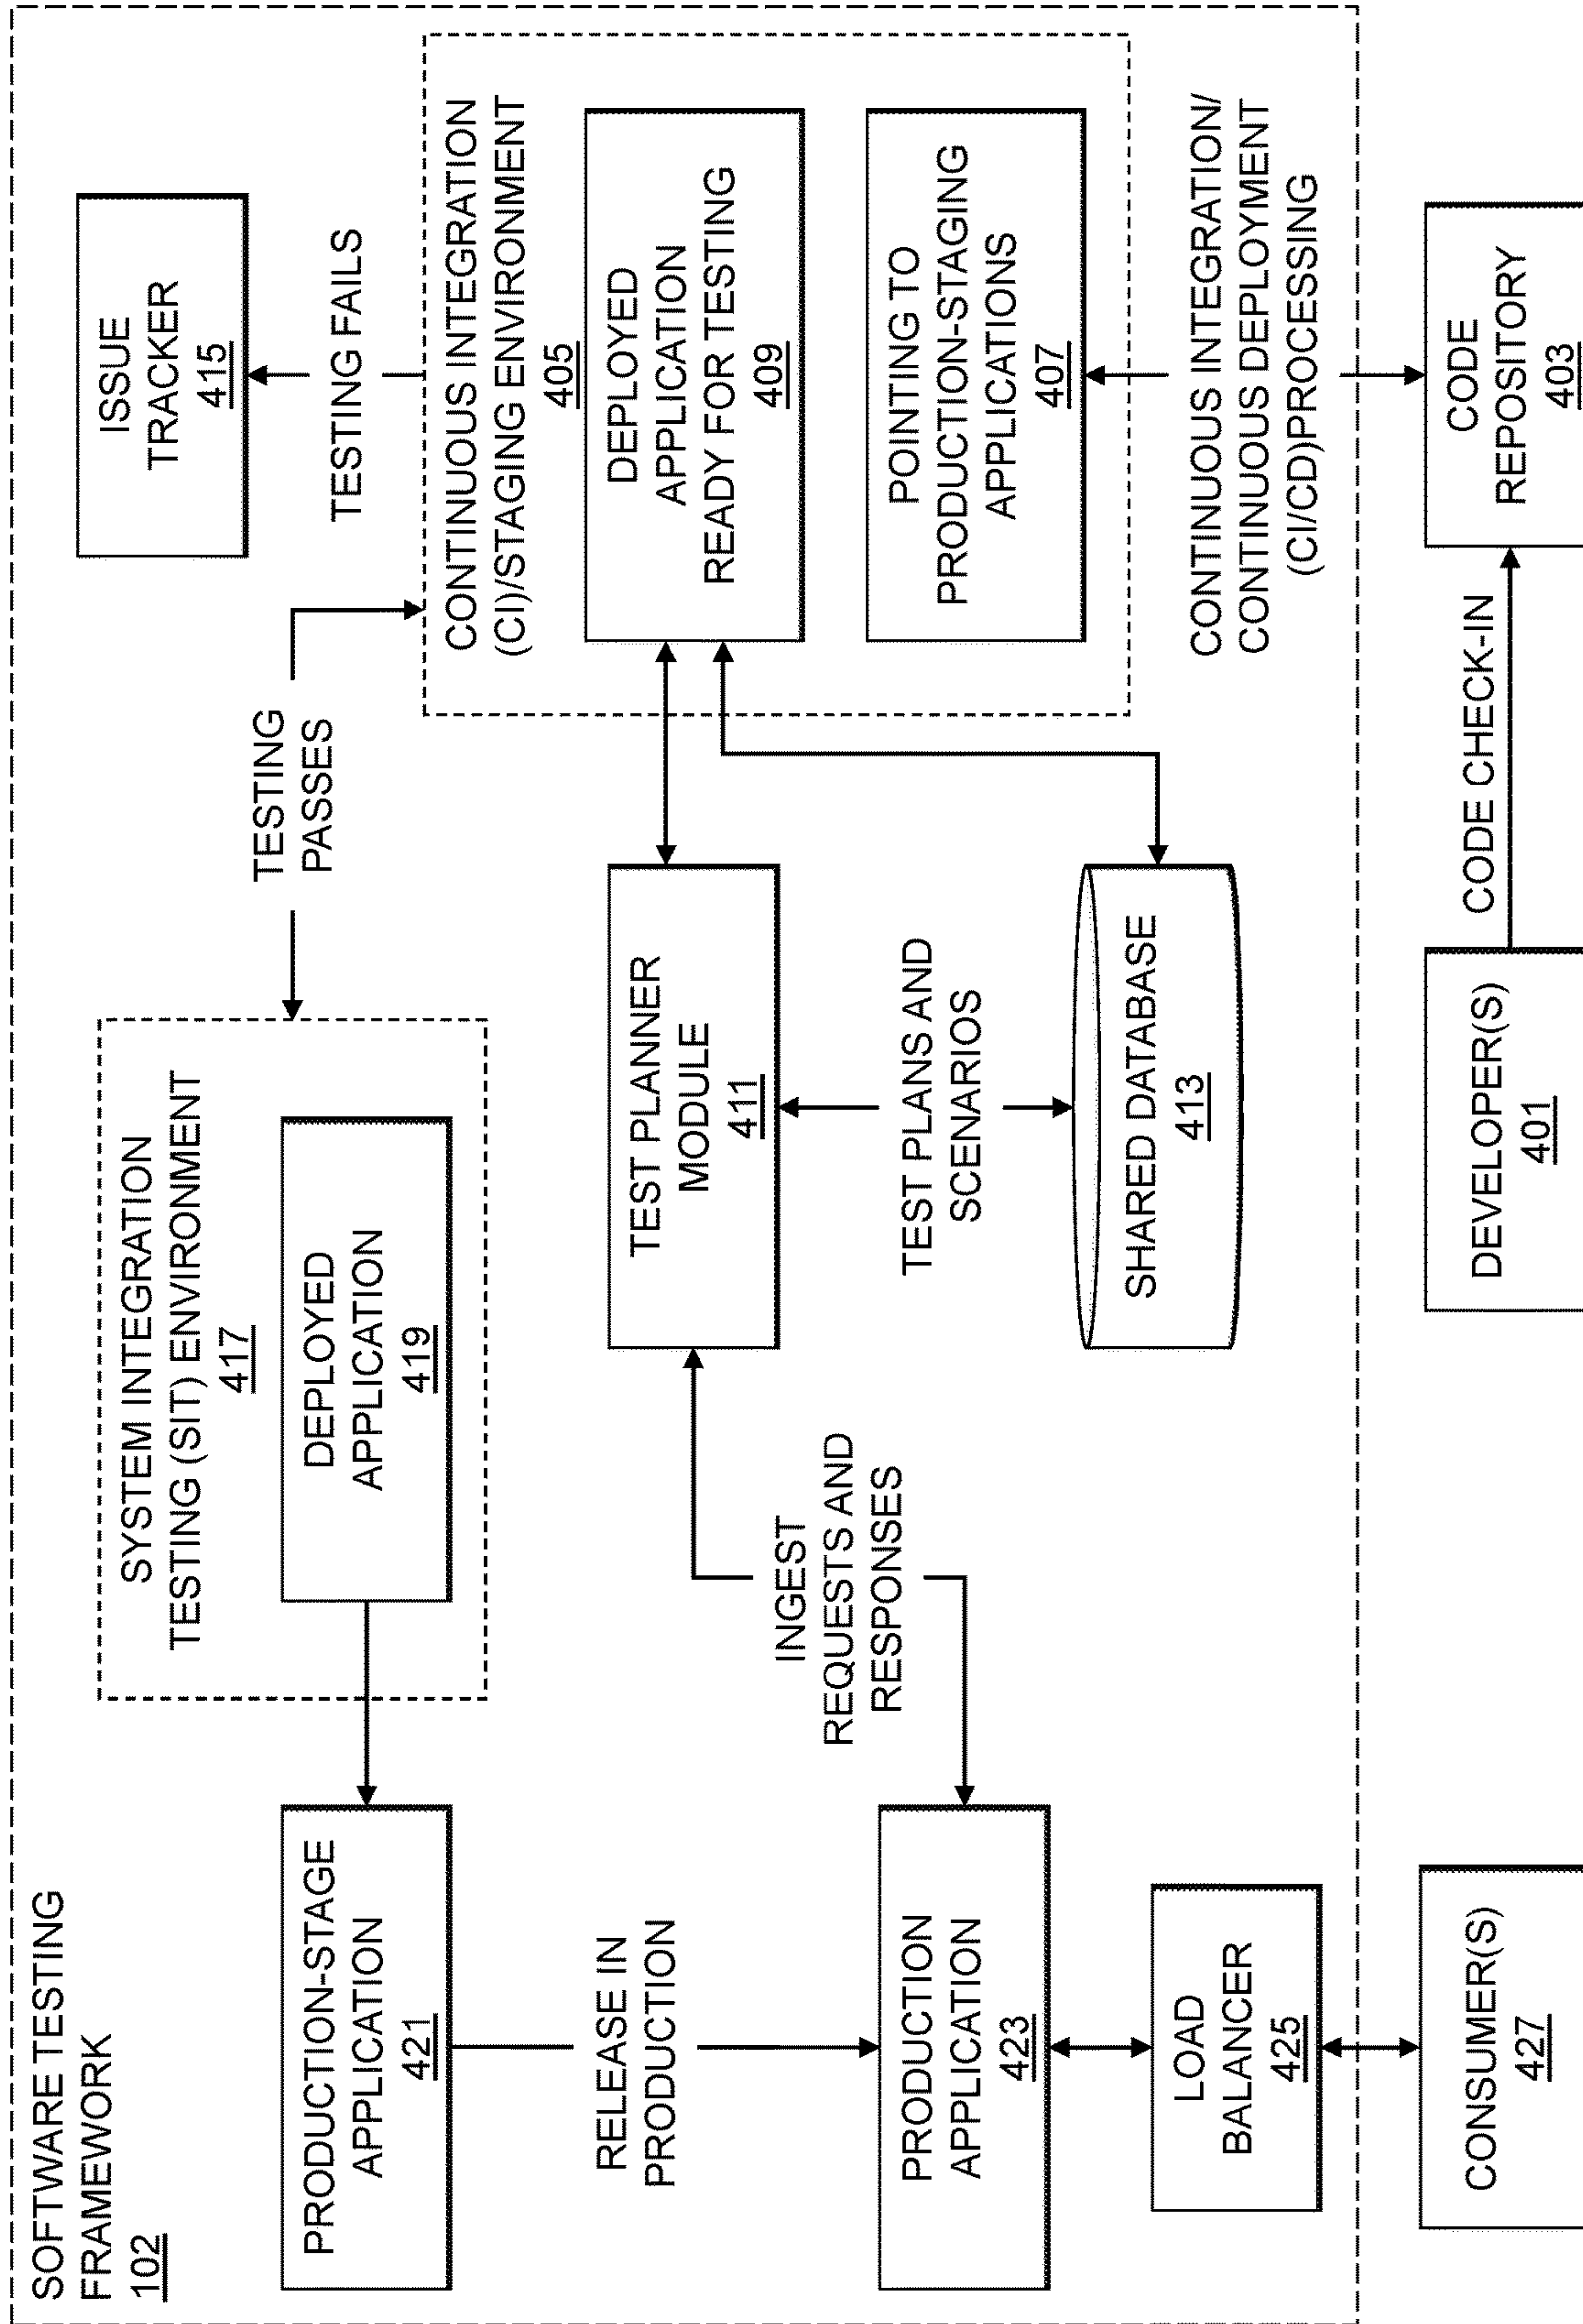 SOFTWARE TESTING
FRAMEWORK
102
PRODUCTION-STAGE
APPLICATION
421
SYSTEM INTEGRATION
TESTING (SIT) ENVIRONMENT
417
DEPLOYED
APPLICATION
419
TESTING
PASSES
ISSUE
TRACKER
415
TESTING FAILS
CONTINUOUS INTEGRATION
(CI)/STAGING ENVIRONMENT
405
DEPLOYED
APPLICATION
READY FOR TESTING
409
POINTING TO
PRODUCTION-STAGING
APPLICATIONS
407
RELEASE IN
PRODUCTION
INGEST
REQUESTS AND
RESPONSES
TEST PLANNER
MODULE
411
TEST PLANS AND
SCENARIOS
SHARED DATABASE
413
PRODUCTION
APPLICATION
423
LOAD
BALANCER
425
CONTINUOUS INTEGRATION/
CONTINUOUS DEPLOYMENT
(CI/CD)PROCESSING
CONSUMER(S)
427
DEVELOPER(S)
401
CODE CHECK-IN
CODE
REPOSITORY
403